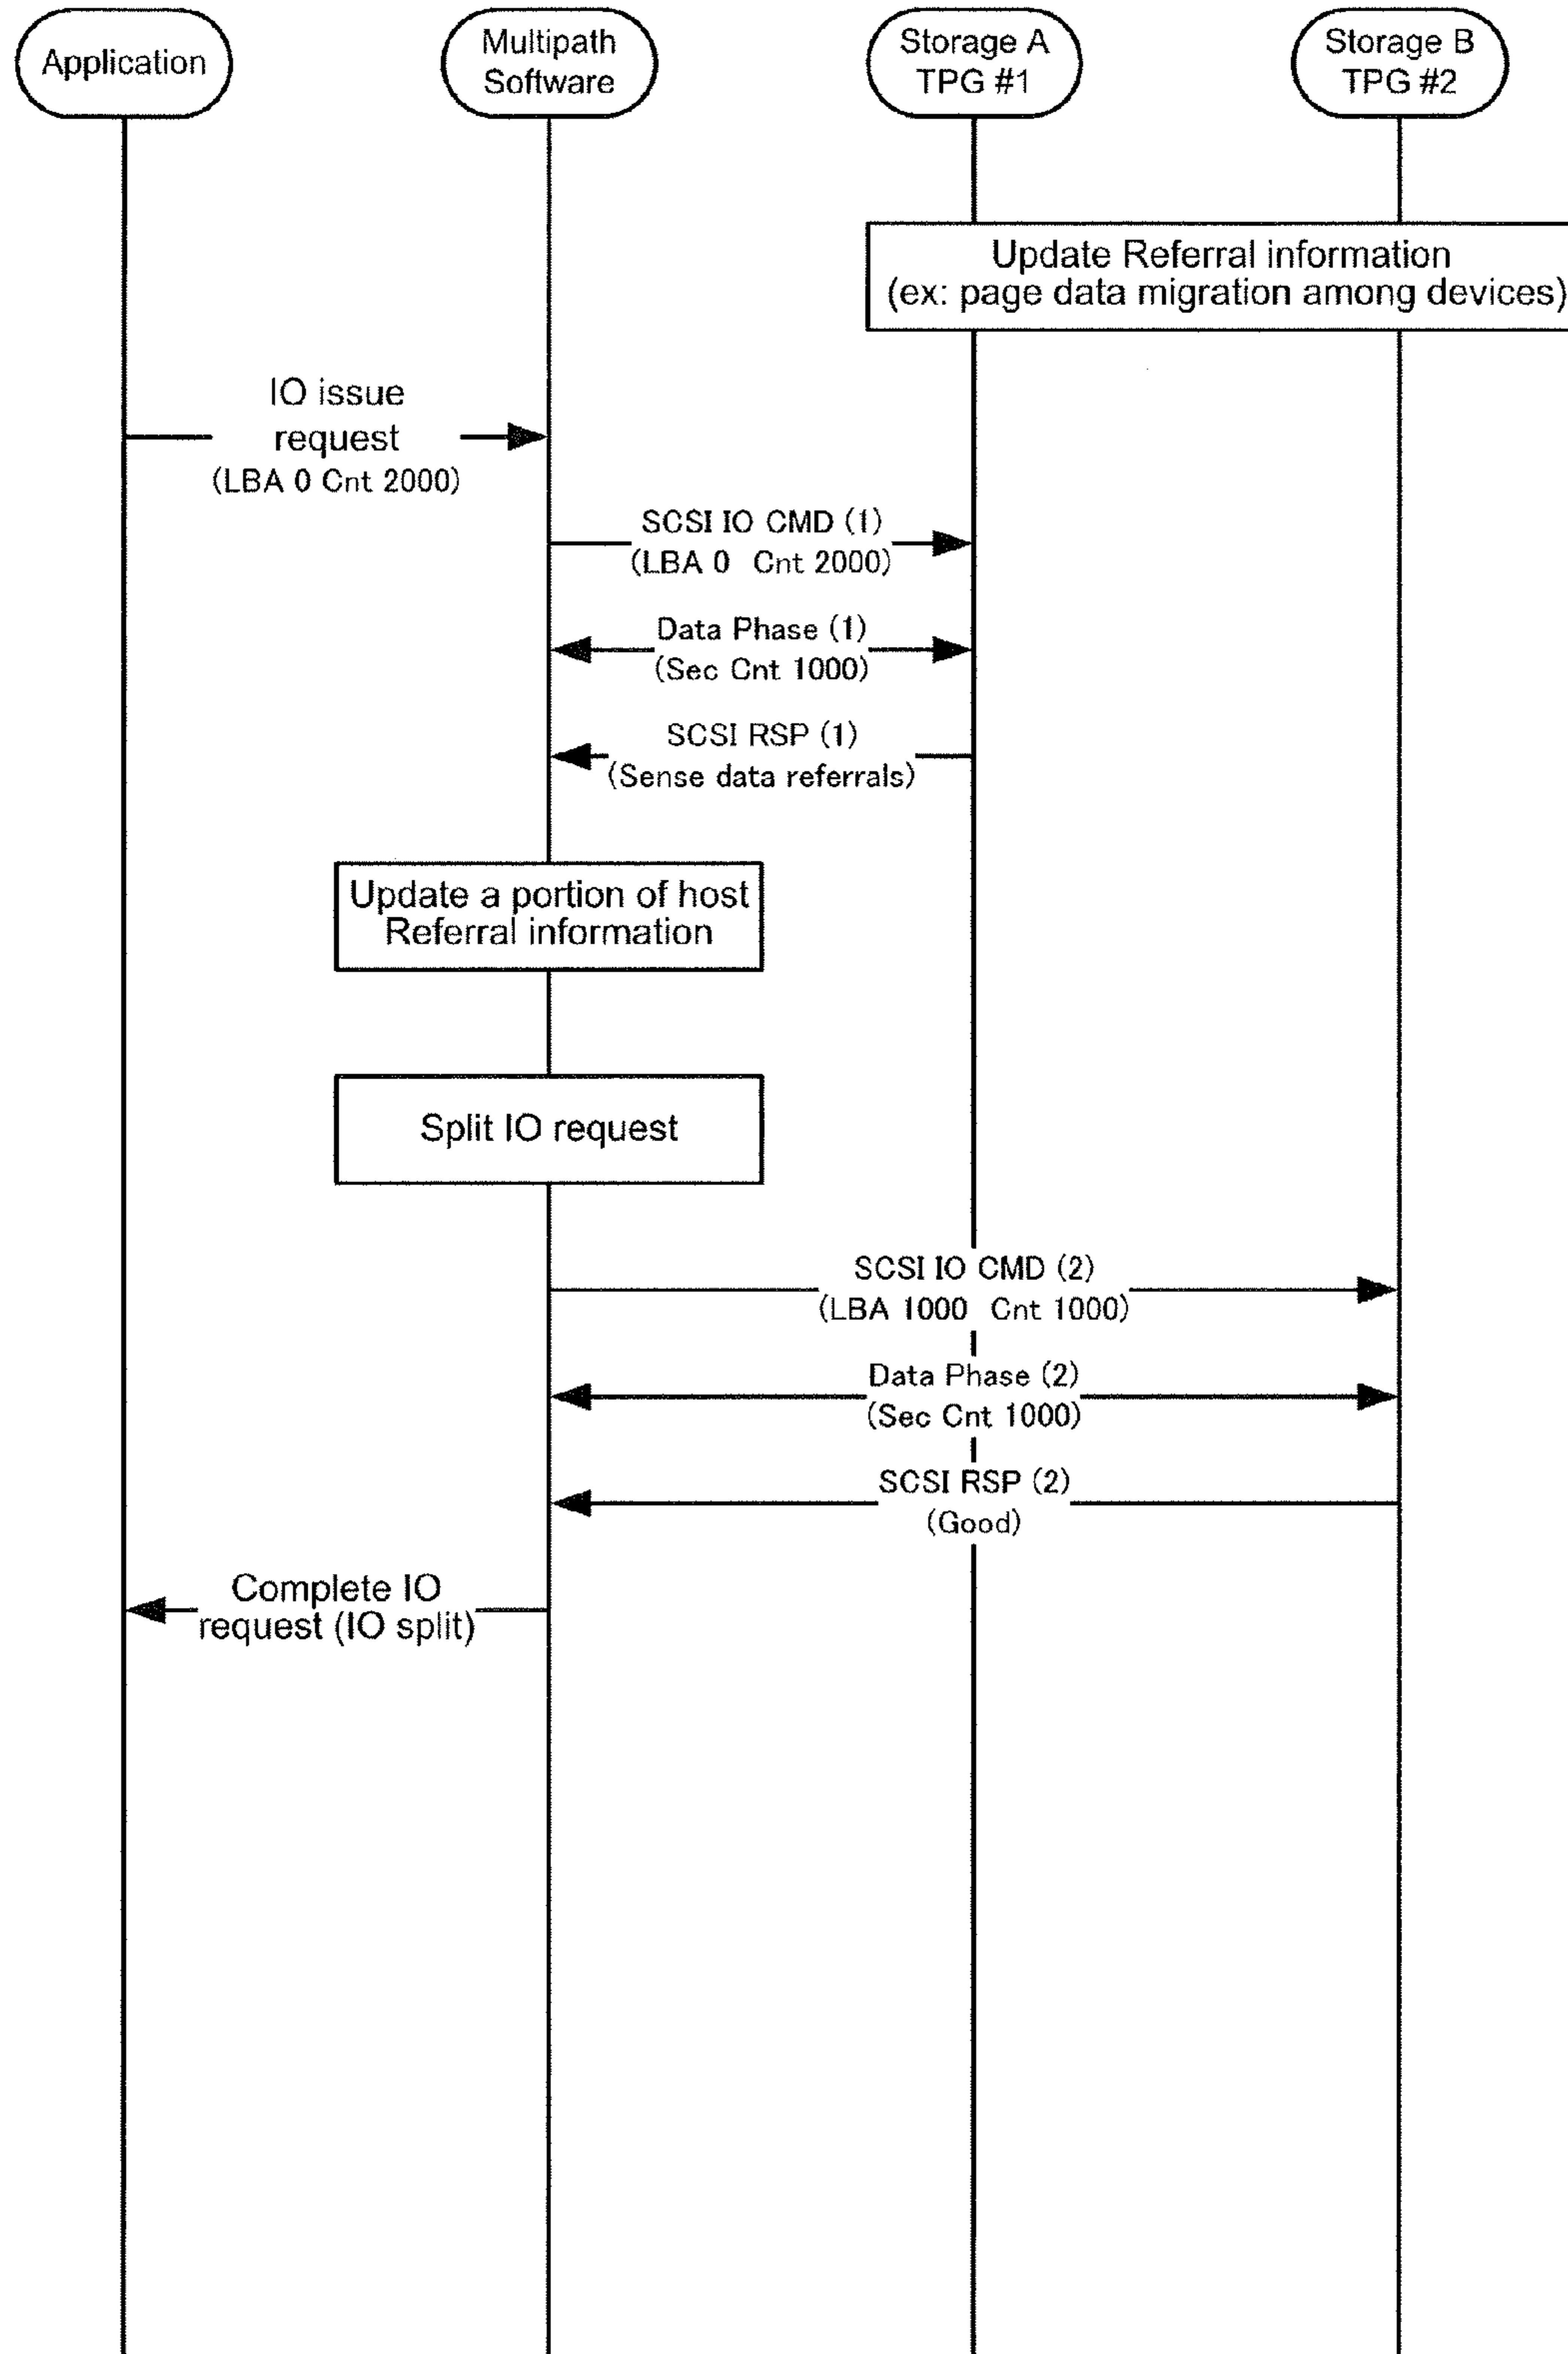 Application
Multipath
Software
Storage A
TPG #1
Storage B
TPG #2
Update Referral information
(ex: page data migration among devices)
IO issue
request
(LBA 0 Cnt 2000)
SCSI IO CMD (1)
(LBA 0 Cnt 2000)
Data Phase (1)
(Sec Cnt 1000)
SCSI RSP (1)
(Sense data referrals)
Update a portion of host
Referral information
Split IO request
SCSI IO CMD (2)
(LBA 1000 Cnt 1000)
Data Phase (2)
(Sec Cnt 1000)
SCSI RSP (2)
(Good)
Complete IO
request (IO split)